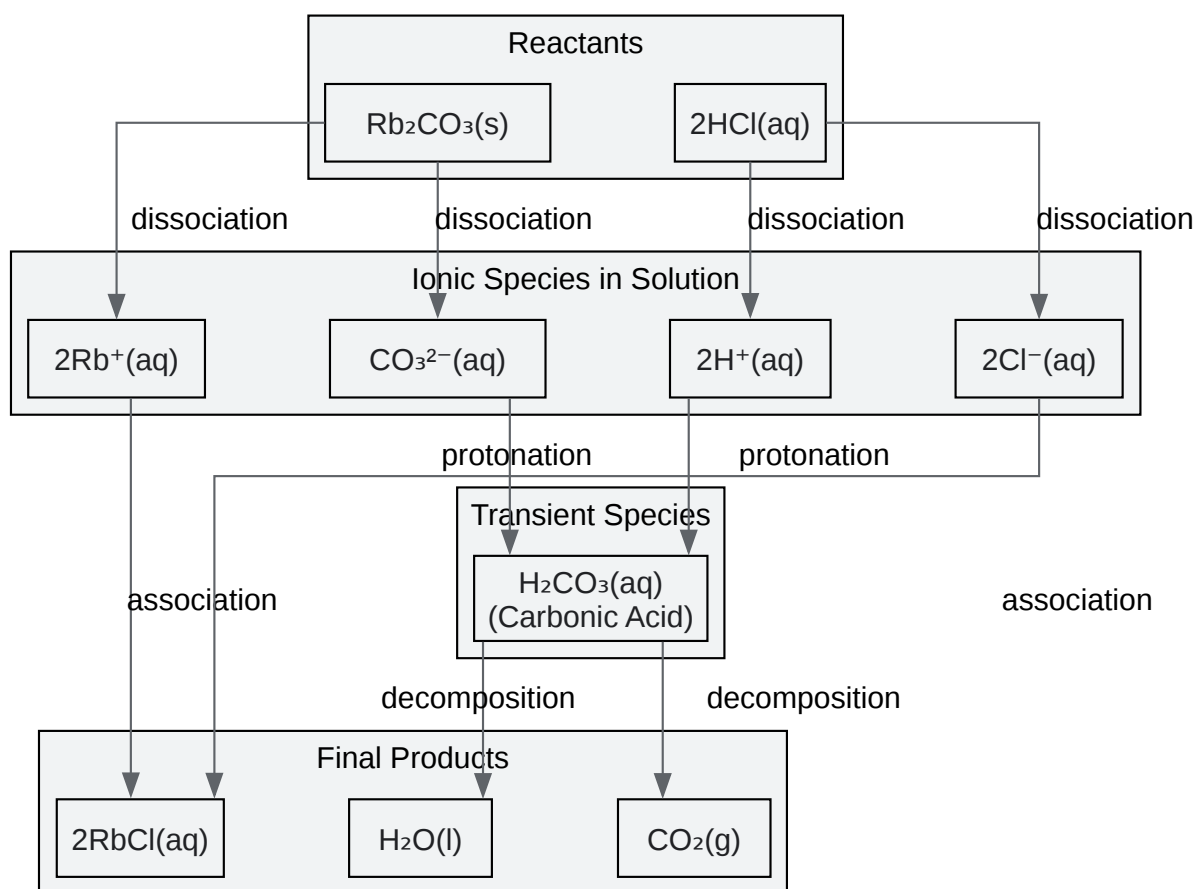 Reactants
Rb₂CO₃(s)
2HCl(aq)
dissociation
dissociation
dissociation
dissociation
Ionic Species in Solution
2Rb⁺(aq)
CO₃²⁻(aq)
2H⁺(aq)
2Cl⁻(aq)
protonation
protonation
Transient Species
H₂CO₃(aq)
(Carbonic Acid)
association
association
decomposition
decomposition
Final Products
2RbCl(aq)
H₂O(l)
CO₂(g)